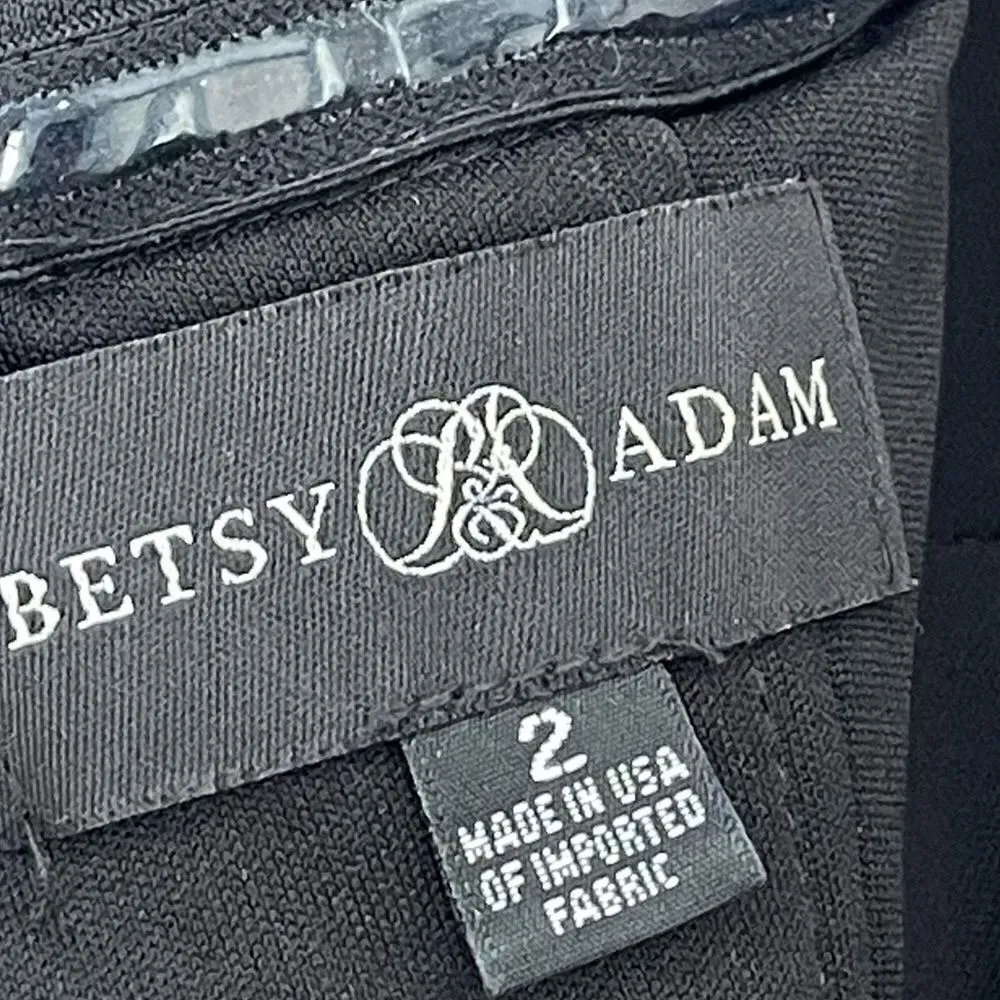 BETSY ADAM
2
MADE IN USA
OF IMPORTED
FABRIC